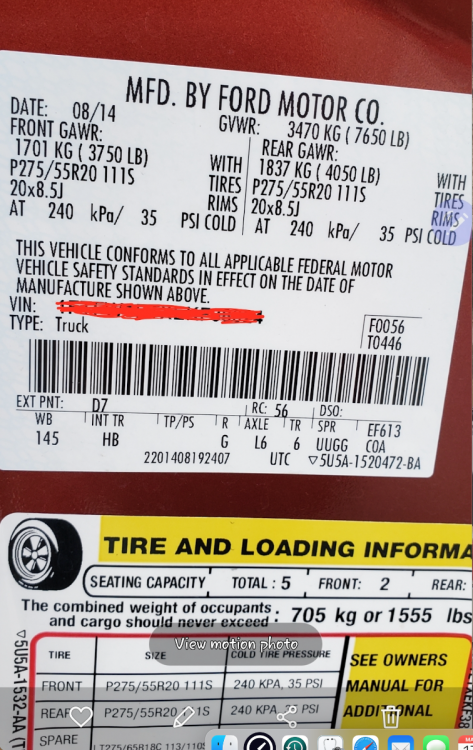 MFD. BY FORD MOTOR CO.
DATE: 08/14
GVWR: 3470 KG ( 7650 LB)
FRONT GAWR:
1701 KG ( 3750 LB) WITH
P275/55R20 111S TIRES
20x8.5J RIMS
AT 240 kPa/ 35 PSI COLD
REAR GAWR:
1837 KG ( 4050 LB) WITH
P275/55R20 111S TIRES
20x8.5J RIMS
AT 240 kPa/ 35 PSI COLD
THIS VEHICLE CONFORMS TO ALL APPLICABLE FEDERAL MOTOR
VEHICLE SAFETY STANDARDS IN EFFECT ON THE DATE OF
MANUFACTURE SHOWN ABOVE.
VIN:
TYPE: Truck
F0056
T0446
EXT PNT: D7 RC: 56 DSO:
WB INT TR TP/PS R AXLE TR SPR EF613
145 HB G L6 6 UUGG COA
2201408192407 UTC ▽5U5A-1520472-BA
TIRE AND LOADING INFORMA
SEATING CAPACITY TOTAL : 5 FRONT: 2 REAR:
The combined weight of occupants
and cargo should never exceed : 705 kg or 1555 lbs
View motion photo
TIRE SIZE COLD TIRE PRESSURE
FRONT P275/55R20 111S 240 KPA, 35 PSI
REAR P275/55R20 240 KPA, 35 PSI
SPARE LT275/65R18C
SEE OWNERS
MANUAL FOR
ADDITIONAL
▽5U5A-1532-AA